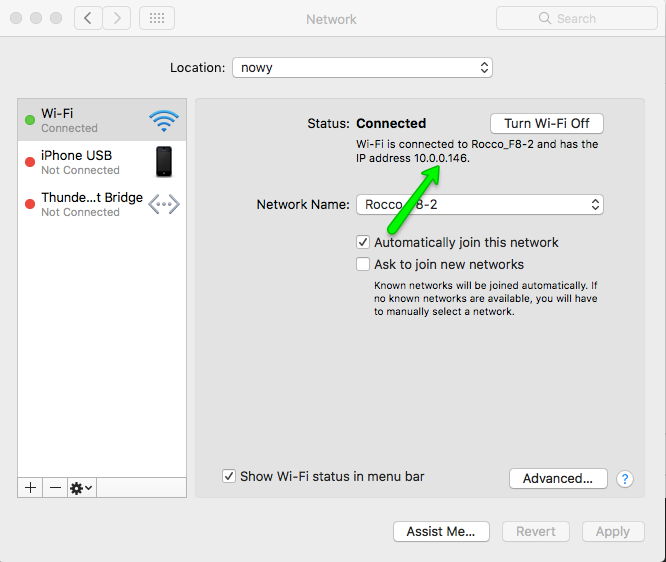 Network
Search
Location: nowy
Wi-Fi
Connected
iPhone USB
Not Connected
Thunde...t Bridge
Not Connected
Status: Connected
Turn Wi-Fi Off
Wi-Fi is connected to Rocco_F8-2 and has the
IP address 10.0.0.146.
Network Name: Rocco_F8-2
Automatically join this network
Ask to join new networks
Known networks will be joined automatically. If
no known networks are available, you will have
to manually select a network.
Show Wi-Fi status in menu bar
Advanced...
?
Assist Me...
Revert
Apply